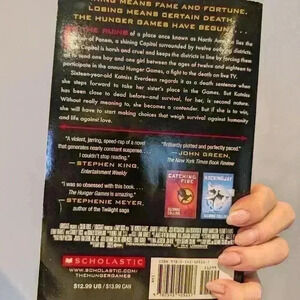 WINNING MEANS FAME AND FORTUNE.
LOSING MEANS CERTAIN DEATH.
THE HUNGER GAMES HAVE BEGUN. . . .
IN THE RUINS of a place once known as North America lies the
nation of Panem, a shining Capitol surrounded by twelve outlying districts.
The Capitol is harsh and cruel and keeps the districts in line by forcing them
all to send one boy and one girl between the ages of twelve and eighteen to
participate in the annual Hunger Games, a fight to the death on live TV.
Sixteen-year-old Katniss Everdeen regards it as a death sentence when
she steps forward to take her sister's place in the Games. But Katniss
has been close to dead before—and survival, for her, is second nature.
Without really meaning to, she becomes a contender. But if she is to win,
she will have to start making choices that weigh survival against humanity
and life against love.
"A violent, jarring, speed-rap of a novel
that generates nearly constant suspense. . . .
I couldn't stop reading."
—STEPHEN KING,
Entertainment Weekly
"I was so obsessed with this book. . . .
The Hunger Games is amazing."
—STEPHENIE MEYER,
author of the Twilight saga
"Brilliantly plotted and perfectly paced."
—JOHN GREEN,
The New York Times Book Review
CATCHING
FIRE
SUZANNE
COLLINS
MOCKINGJAY
SUZANNE COLLINS
SCHOLASTIC
WWW.SCHOLASTIC.COM
/THEHUNGERGAMES
$12.99 US / $13.99 CAN